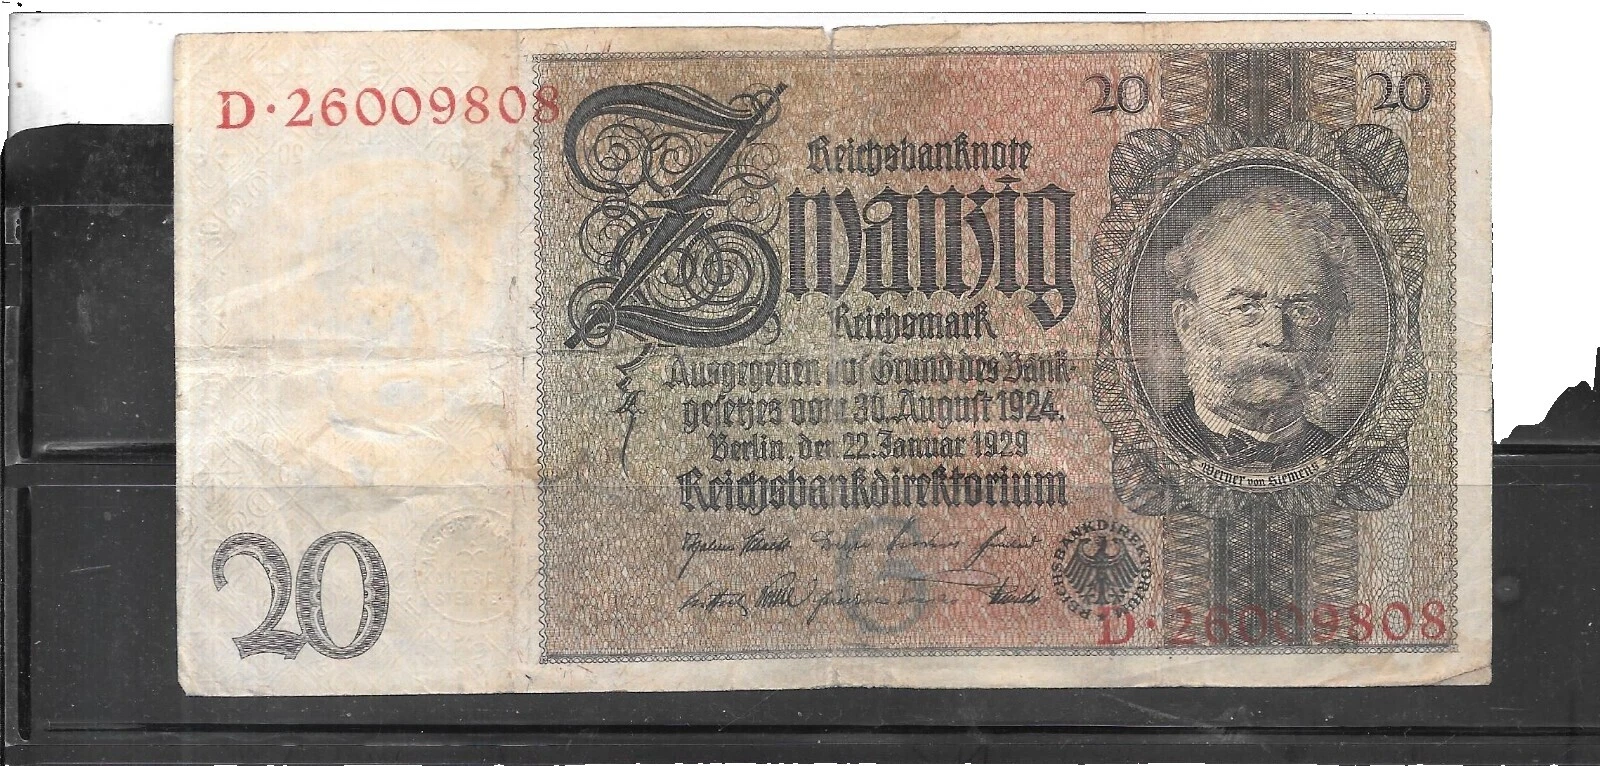 D·26009808
20 20
Reichsbanknote
Zwanzig
Reichsmark
Ausgegeben auf Grund des Bank-
gesetzes vom 30. August 1924.
Berlin, den 22. Januar 1929
Reichsbankdirektorium
Werner von Siemens
REICHSBANKDIREKTORIUM
20
G
D·26009808